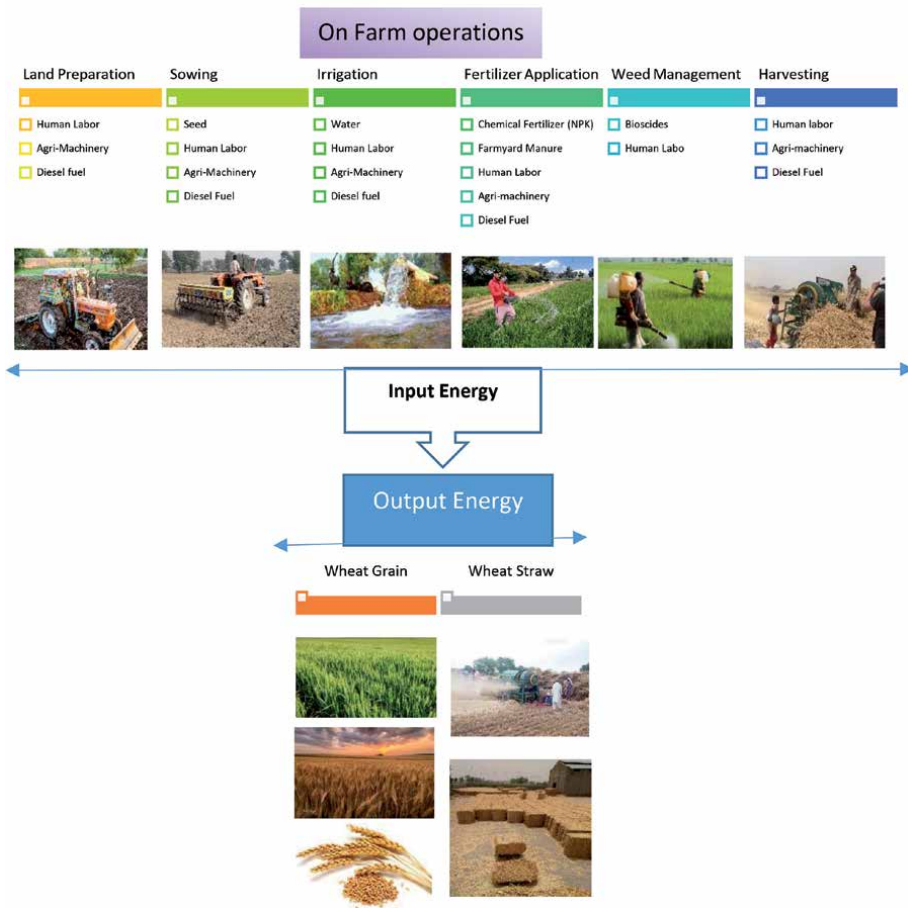 On Farm operations
Land Preparation
Human Labor
Agri-Machinery
Diesel fuel
Sowing
Seed
Human Labor
Agri-Machinery
Diesel Fuel
Irrigation
Water
Human Labor
Agri-Machinery
Diesel fuel
Fertilizer Application
Chemical Fertilizer (NPK)
Farmyard Manure
Human Labor
Agri-machinery
Diesel Fuel
Weed Management
Bioscides
Human Labo
Harvesting
Human labor
Agri-machinery
Diesel Fuel
Input Energy
Output Energy
Wheat Grain
Wheat Straw